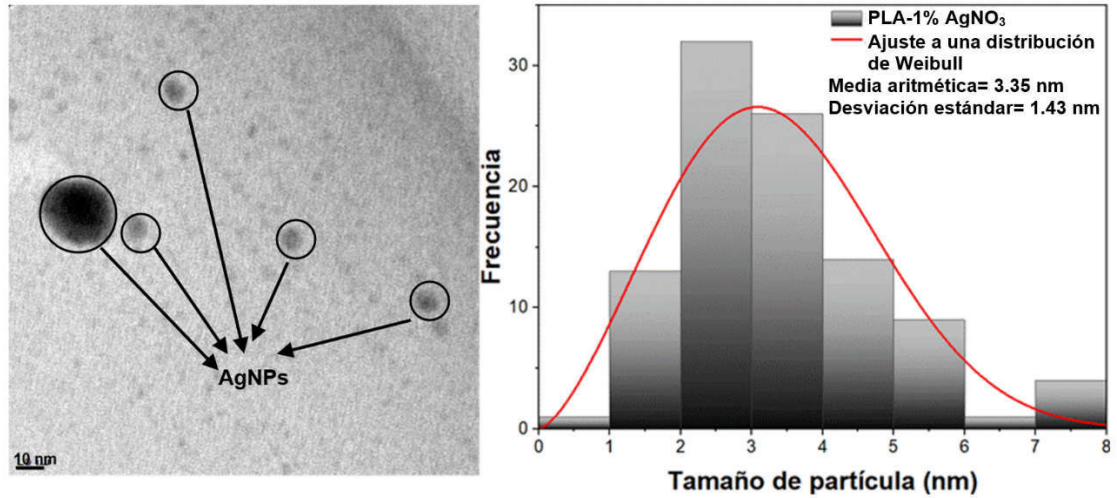 AgNPs
10 nm
PLA-1% AgNO₃
Ajuste a una distribución
de Weibull
Media aritmética= 3.35 nm
Desviación estándar= 1.43 nm
Frecuencia
30
20
10
0
0 1 2 3 4 5 6 7 8
Tamaño de partícula (nm)